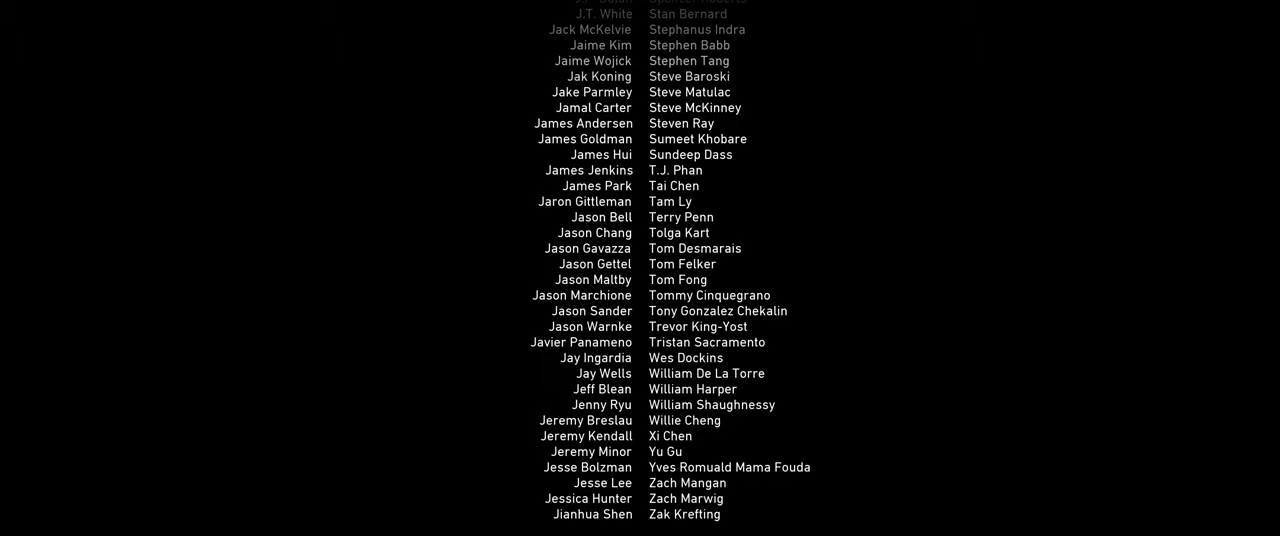 J.T. White Stan Bernard
Jack McKelvie Stephanus Indra
Jaime Kim Stephen Babb
Jaime Wojick Stephen Tang
Jak Koning Steve Baroski
Jake Parmley Steve Matulac
Jamal Carter Steve McKinney
James Andersen Steven Ray
James Goldman Sumeet Khobare
James Hui Sundeep Dass
James Jenkins T.J. Phan
James Park Tai Chen
Jaron Gittleman Tam Ly
Jason Bell Terry Penn
Jason Chang Tolga Kart
Jason Gavazza Tom Desmarais
Jason Gettel Tom Felker
Jason Maltby Tom Fong
Jason Marchione Tommy Cinquegrano
Jason Sander Tony Gonzalez Chekalin
Jason Warnke Trevor King-Yost
Javier Panameno Tristan Sacramento
Jay Ingardia Wes Dockins
Jay Wells William De La Torre
Jeff Blean William Harper
Jenny Ryu William Shaughnessy
Jeremy Breslau Willie Cheng
Jeremy Kendall Xi Chen
Jeremy Minor Yu Gu
Jesse Bolzman Yves Romuald Mama Fouda
Jesse Lee Zach Mangan
Jessica Hunter Zach Marwig
Jianhua Shen Zak Krefting